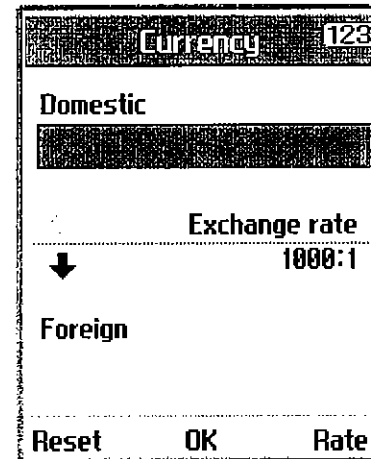 Currency 123
Domestic
Exchange rate
1000:1
Foreign
Reset OK Rate